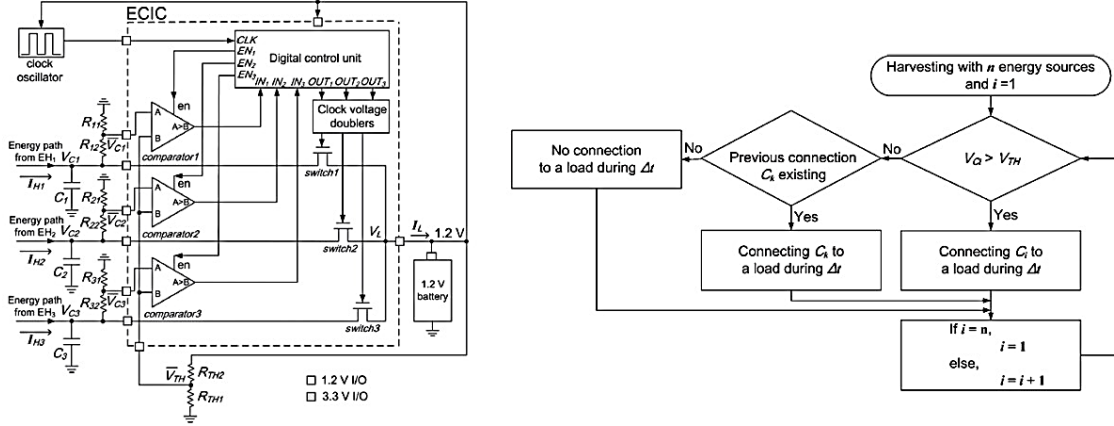 ECIC
clock
oscillator
CLK
EN1
EN2
EN3
Digital control
unit
IN1 IN2 IN3 OUT1 OUT2 OUT3
Clock voltage
doublers
en
A
B
A>B
comparator1
R11
R12
V̅C1
Energy path
from EH1
VC1
IH1
C1
switch1
en
A
B
A>B
comparator2
R21
R22
V̅C2
Energy path
from EH2
VC2
IH2
C2
switch2
VL
IL
1.2 V
1.2 V
battery
en
A
B
A>B
comparator3
R31
R32
V̅C3
Energy path
from EH3
VC3
IH3
C3
switch3
V̅TH
RTH2
RTH1
1.2 V I/O
3.3 V I/O
Harvesting with n energy sources
and i =1
VCi > VTH
No
Yes
Previous connection
Ck existing
No
Yes
No connection
to a load during Δt
Connecting Ck to
a load during Δt
Connecting Ci to
a load during Δt
If i = n,
i = 1
else,
i = i + 1